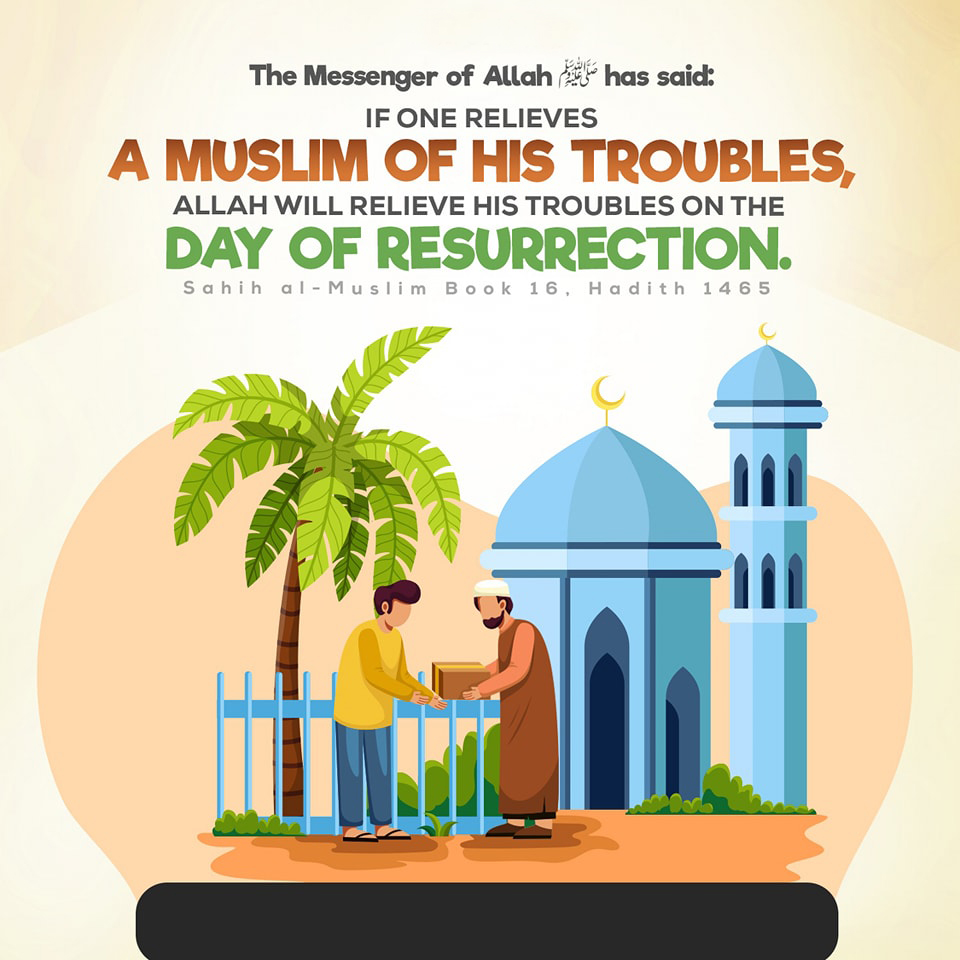 The Messenger of Allah ﷺ has said:
IF ONE RELIEVES
A MUSLIM OF HIS TROUBLES,
ALLAH WILL RELIEVE HIS TROUBLES ON THE
DAY OF RESURRECTION.
Sahih al-Muslim Book 16, Hadith 1465